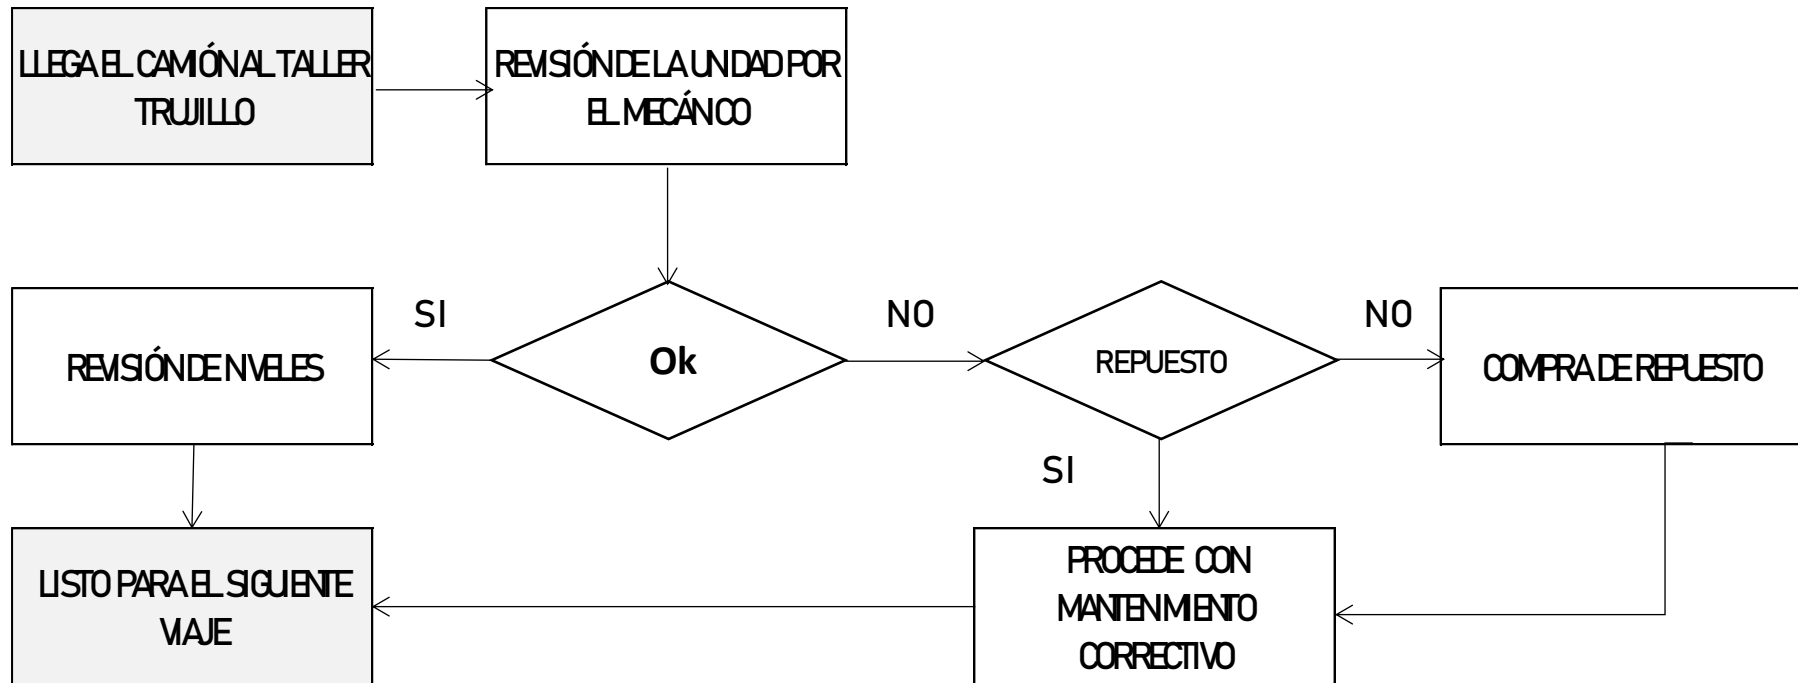 LLEGA EL CAMIÓN AL TALLER
TRUJILLO
REVISIÓN DE LA UNIDAD POR
EL MECÁNICO
SI
NO
NO
REVISIÓN DE NIVELES
Ok
REPUESTO
COMPRA DE REPUESTO
SI
LISTO PARA EL SIGUIENTE
VIAJE
PROCEDE CON
MANTENIMIENTO
CORRECTIVO